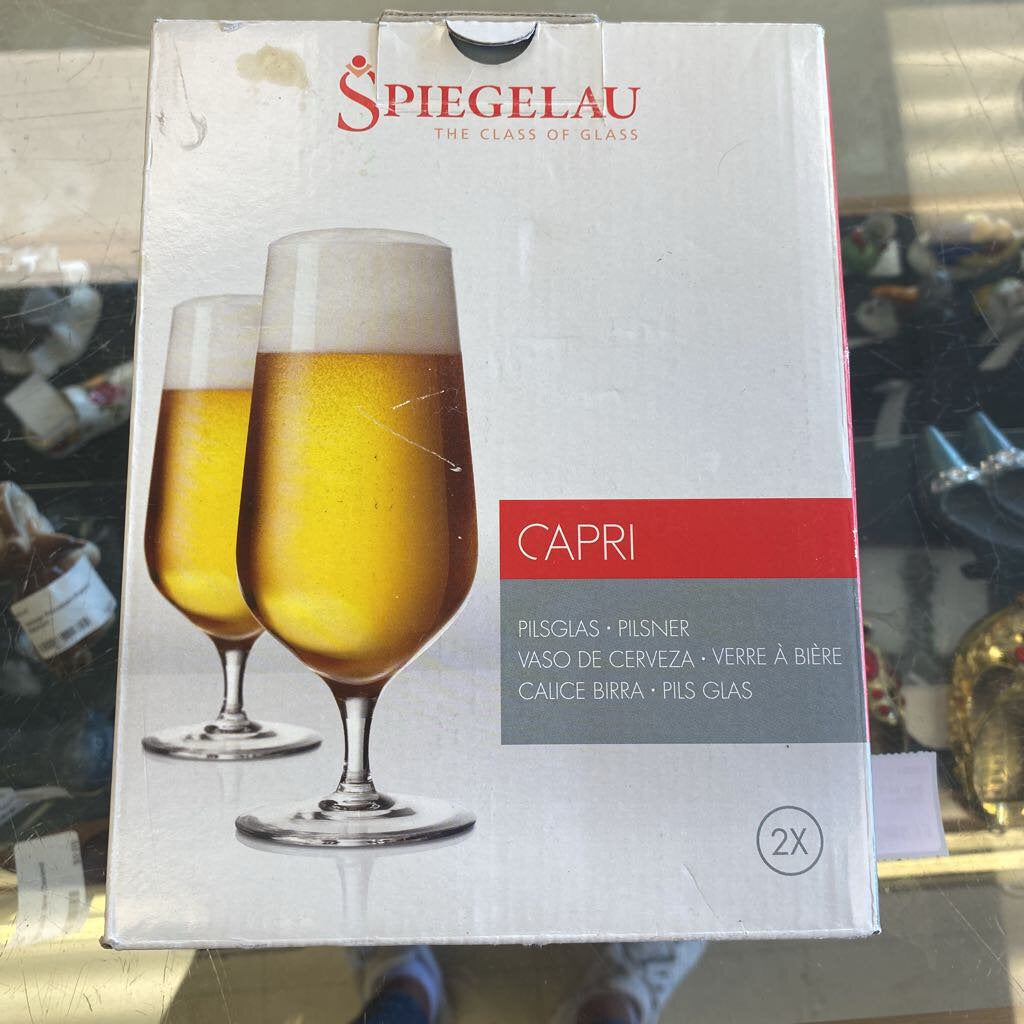 SPIEGELAU
THE CLASS OF GLASS
CAPRI
PILSGLAS · PILSNER
VASO DE CERVEZA · VERRE À BIÈRE
CALICE BIRRA · PILS GLAS
2X